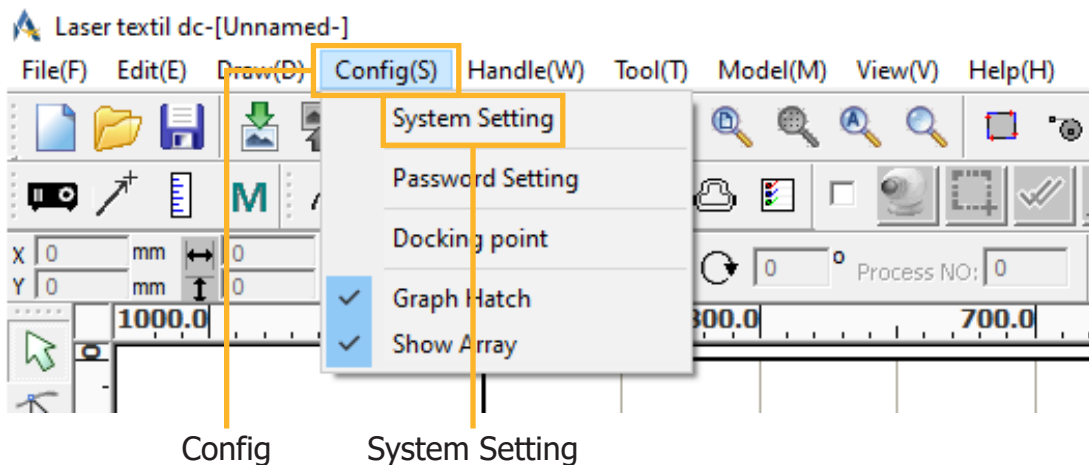 Laser textil dc-[Unnamed-]
File(F) Edit(E) Draw(D) Config(S) Handle(W) Tool(T) Model(M) View(V) Help(H)
System Setting
Password Setting
M
Docking point
X 0 mm 0 0 ° Process NO: 0
Y 0 mm 0
Graph Hatch
1000.0 800.0 700.0
Show Array
0
Config System Setting